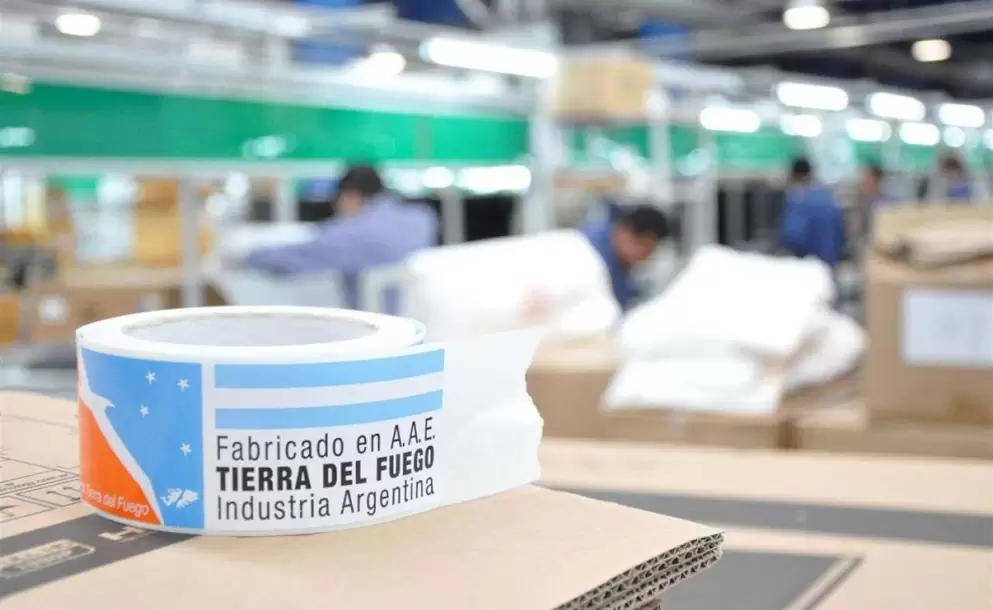 Fabricado en A.A.E.
TIERRA DEL FUEGO
Industria Argentina
Tierra del Fuego